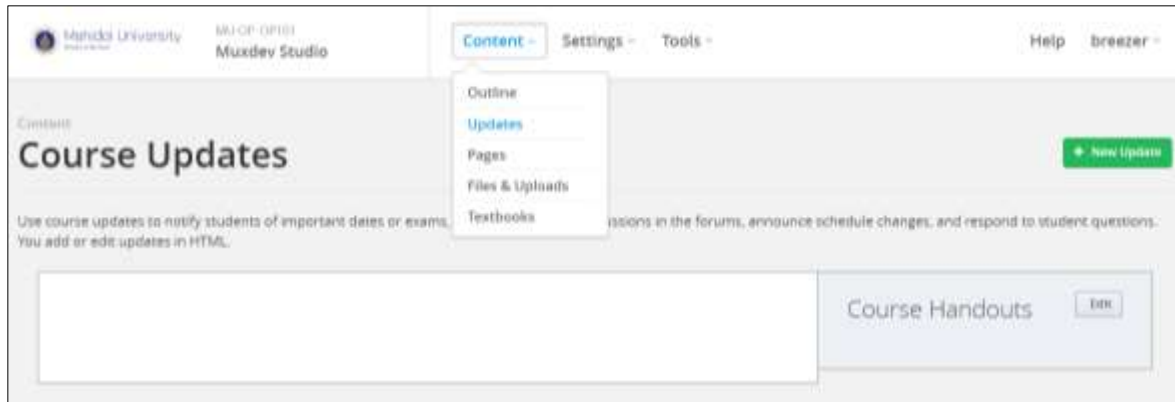 Mahidol University
MU-OP-OP101
Muxdev Studio
Content
Settings
Tools
Help
breezer
Outline
Updates
Pages
Files & Uploads
Textbooks
Content
Course Updates
+ New Update
Use course updates to notify students of important dates or exams, ssions in the forums, announce schedule changes, and respond to student questions.
You add or edit updates in HTML.
Course Handouts
Edit